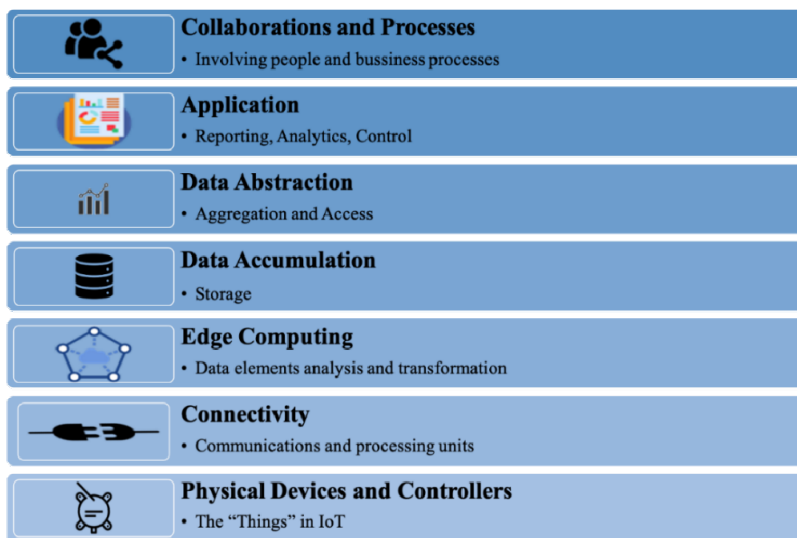 Collaborations and Processes
• Involving people and bussiness processes
Application
• Reporting, Analytics, Control
Data Abstraction
• Aggregation and Access
Data Accumulation
• Storage
Edge Computing
• Data elements analysis and transformation
Connectivity
• Communications and processing units
Physical Devices and Controllers
• The “Things” in IoT